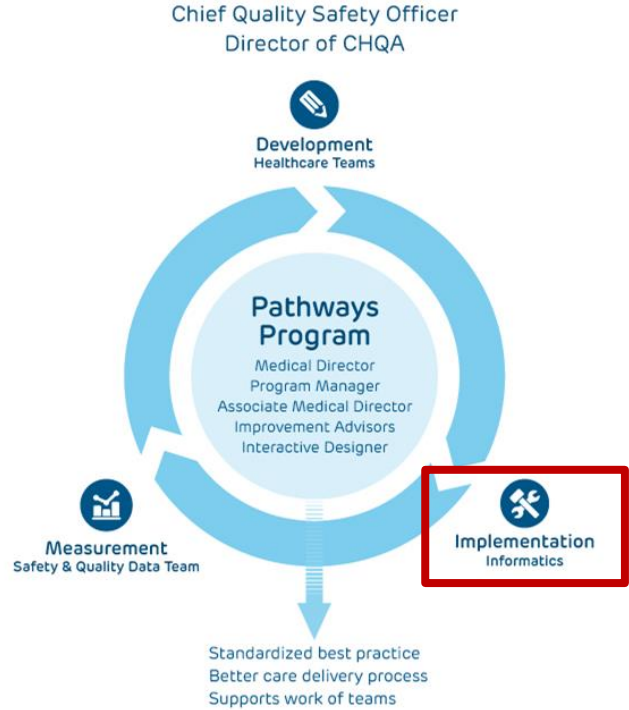 Chief Quality Safety Officer
Director of CHQA
Development
Healthcare Teams
Pathways
Program
Medical Director
Program Manager
Associate Medical Director
Improvement Advisors
Interactive Designer
Measurement
Safety & Quality Data Team
Implementation
Informatics
Standardized best practice
Better care delivery process
Supports work of teams